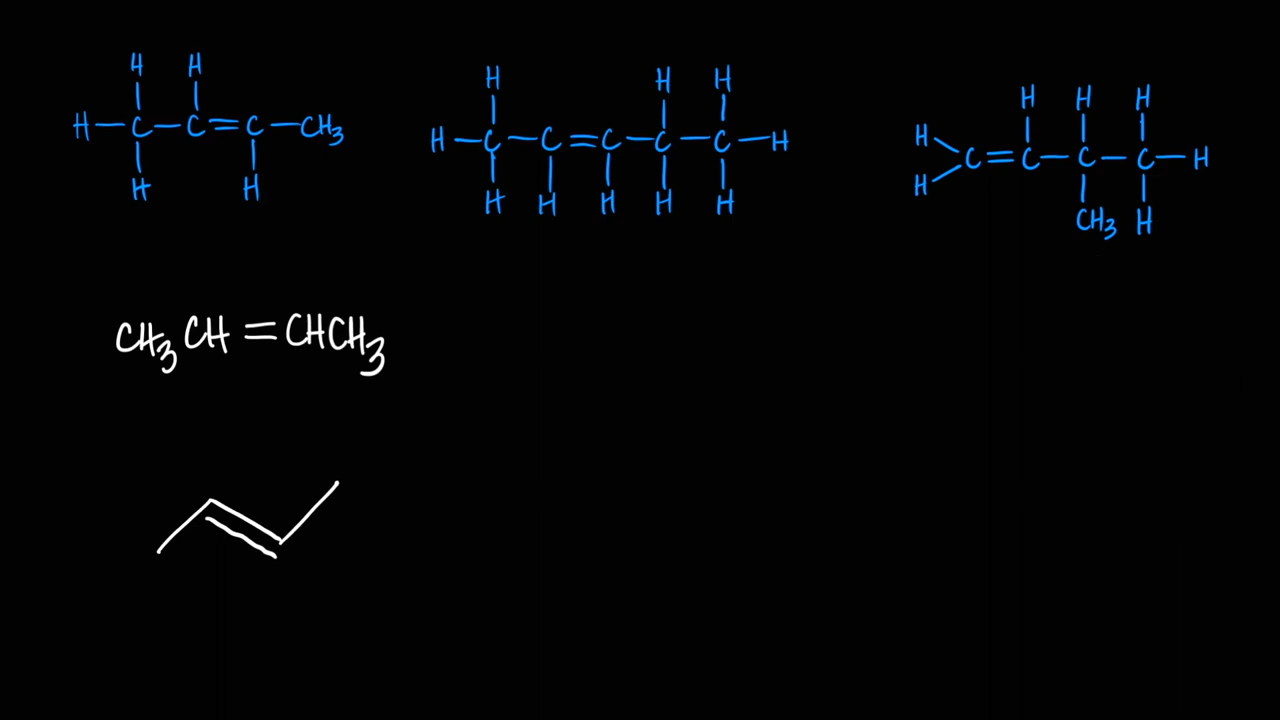 H H
H—C—C=C—CH3
H H
H H H
H—C—C=C—C—C—H
H H H H H
H H H H
C=C—C—C—H
H CH3 H
CH3CH=CHCH3